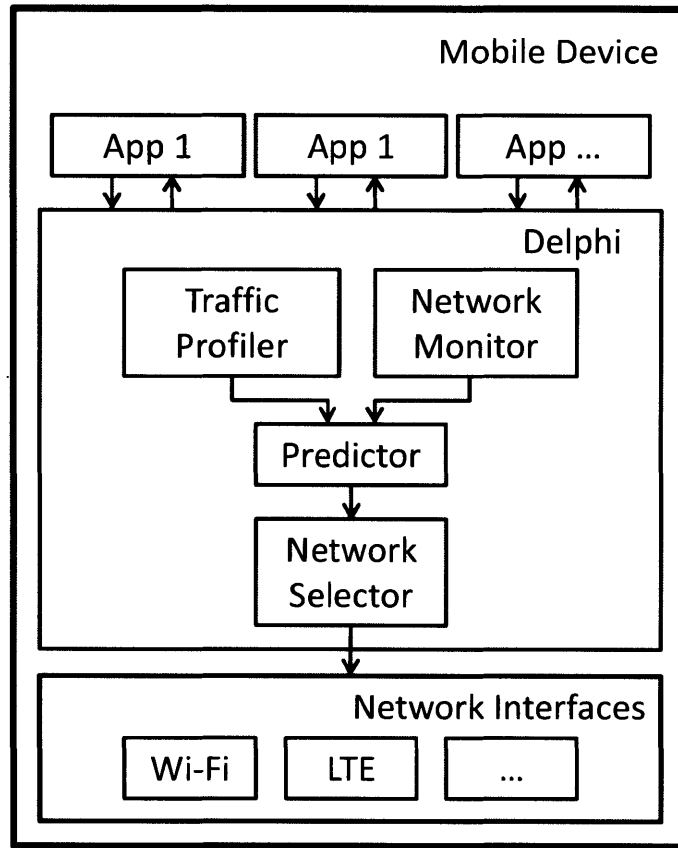 Mobile Device
App 1
App 1
App ...
Delphi
Traffic
Profiler
Network
Monitor
Predictor
Network
Selector
Network Interfaces
Wi-Fi
LTE
...